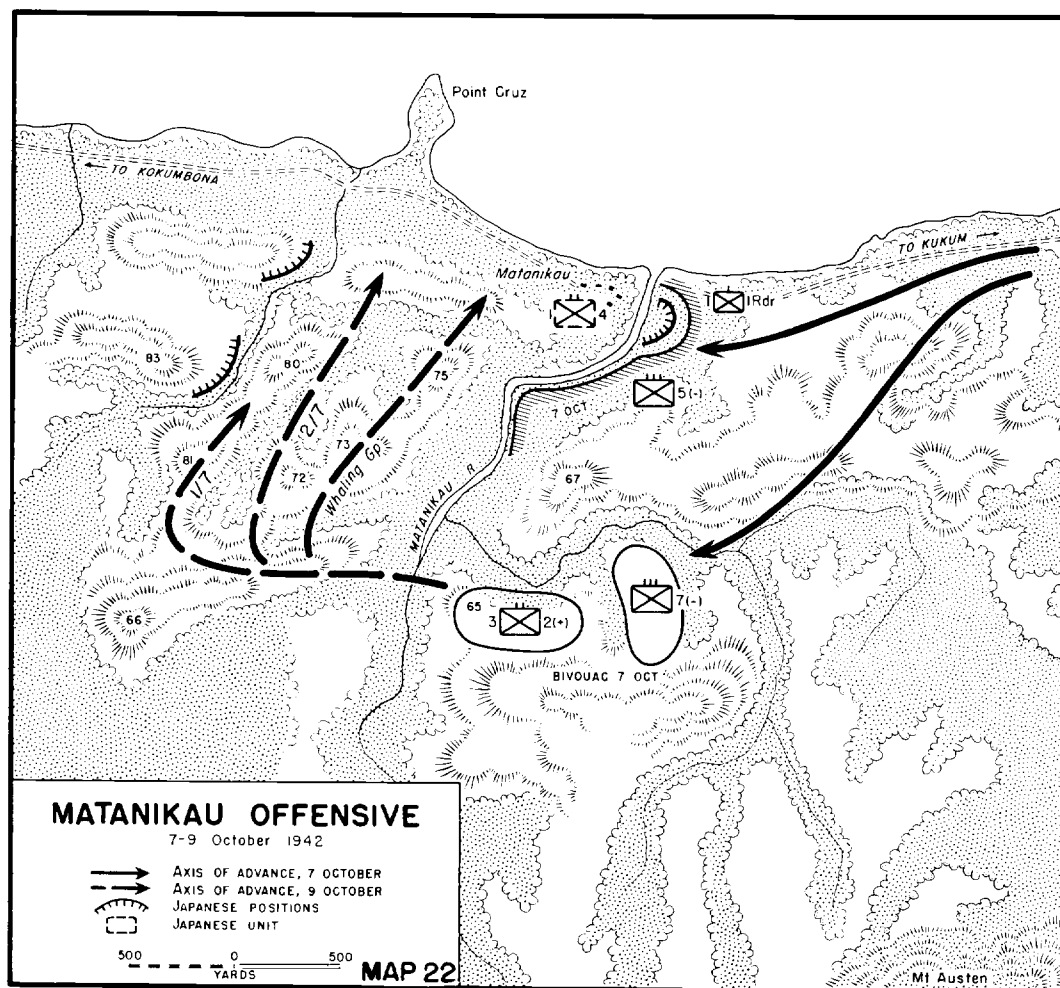 Point Cruz
TO KOKUMBONA
TO KUKUM
Matanikau
1 4
1 1Rdr
83
80
75
5(-)
7 OCT
2/7
73
81
1/7
72
Whaling Gp
67
MATANIKAU R
66
65
3 2(+)
7(-)
BIVOUAC 7 OCT
MATANIKAU OFFENSIVE
7-9 October 1942
AXIS OF ADVANCE, 7 OCTOBER
AXIS OF ADVANCE, 9 OCTOBER
JAPANESE POSITIONS
JAPANESE UNIT
500 0 500
YARDS
MAP 22
Mt Austen